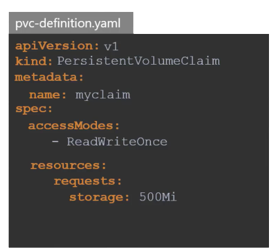 pvc-definition.yaml
apiVersion: v1
kind: PersistentVolumeClaim
metadata:
  name: myclaim
spec:
  accessModes:
    - ReadWriteOnce
  resources:
    requests:
      storage: 500Mi